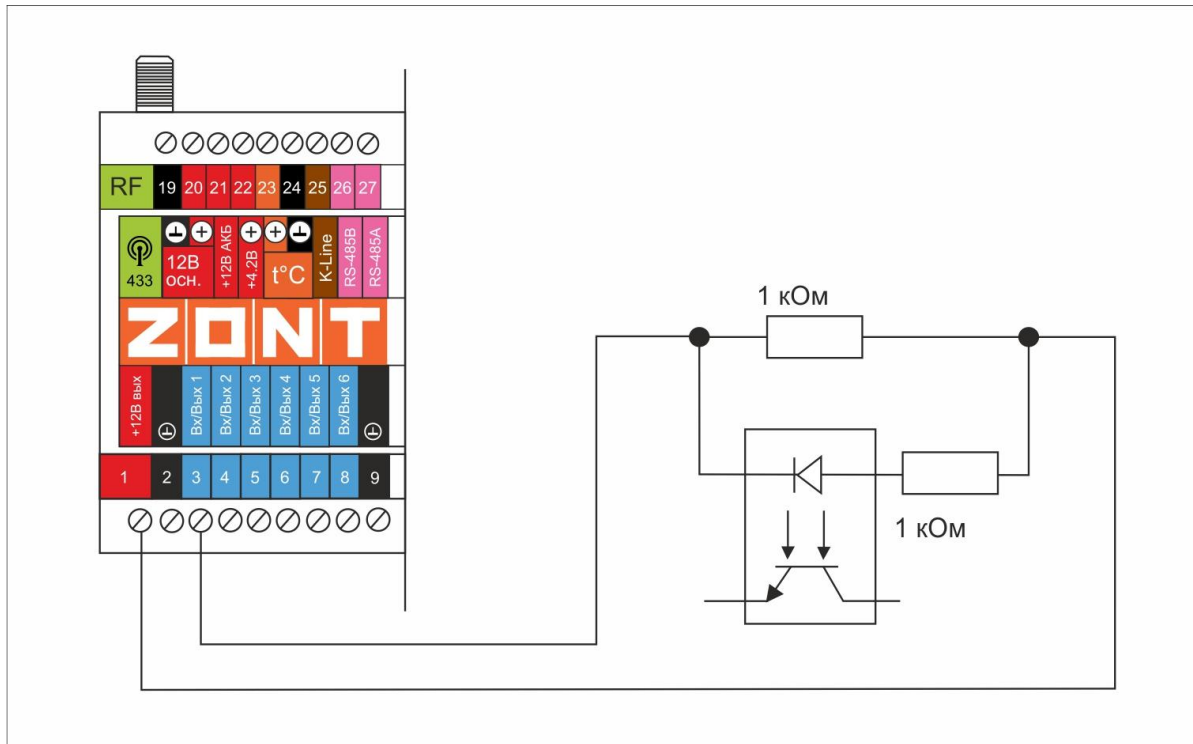 RF 19 20 21 22 23 24 25 26 27
433
12В
осн.
+12В АКБ
+4.2В
t°C
K-Line
RS-485B
RS-485A
ZONT
+12В вых
Вх/Вых 1
Вх/Вых 2
Вх/Вых 3
Вх/Вых 4
Вх/Вых 5
Вх/Вых 6
1 2 3 4 5 6 7 8 9
1 кОм
1 кОм